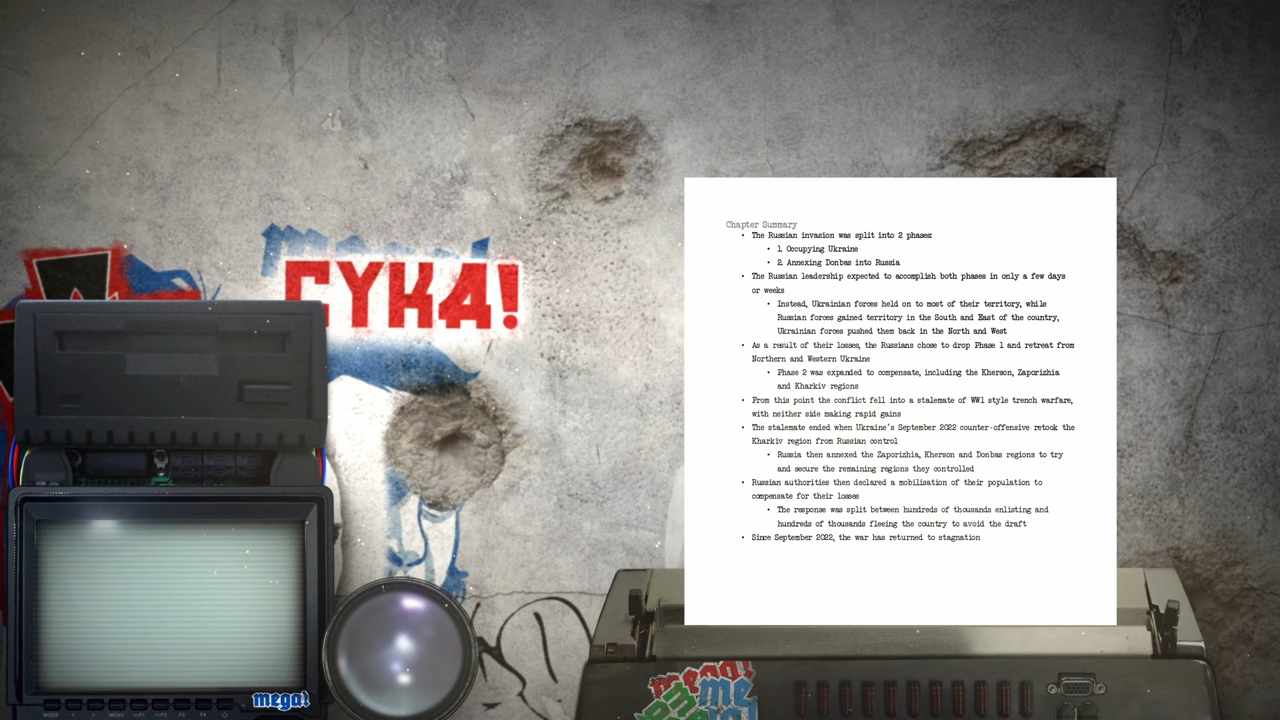 mega!
СУКА!
Chapter Summary
• The Russian invasion was split into 2 phases:
• 1. Occupying Ukraine
• 2. Annexing Donbas into Russia
• The Russian leadership expected to accomplish both phases in only a few days
or weeks
• Instead, Ukrainian forces held on to most of their territory, while
Russian forces gained territory in the South and East of the country,
Ukrainian forces pushed them back in the North and West
• As a result of their losses, the Russians chose to drop Phase 1 and retreat from
Northern and Western Ukraine
• Phase 2 was expanded to compensate, including the Kherson, Zaporizhia
and Kharkiv regions
• From this point the conflict fell into a stalemate of WW1 style trench warfare,
with neither side making rapid gains
• The stalemate ended when Ukraine's September 2022 counter-offensive retook the
Kharkiv region from Russian control
• Russia then annexed the Zaporizhia, Kherson and Donbas regions to try
and secure the remaining regions they controlled
• Russian authorities then declared a mobilisation of their population to
compensate for their losses
• The response was split between hundreds of thousands enlisting and
hundreds of thousands fleeing the country to avoid the draft
• Since September 2022, the war has returned to stagnation
mega!
MODE < > MENU F3 F4
mega!
me